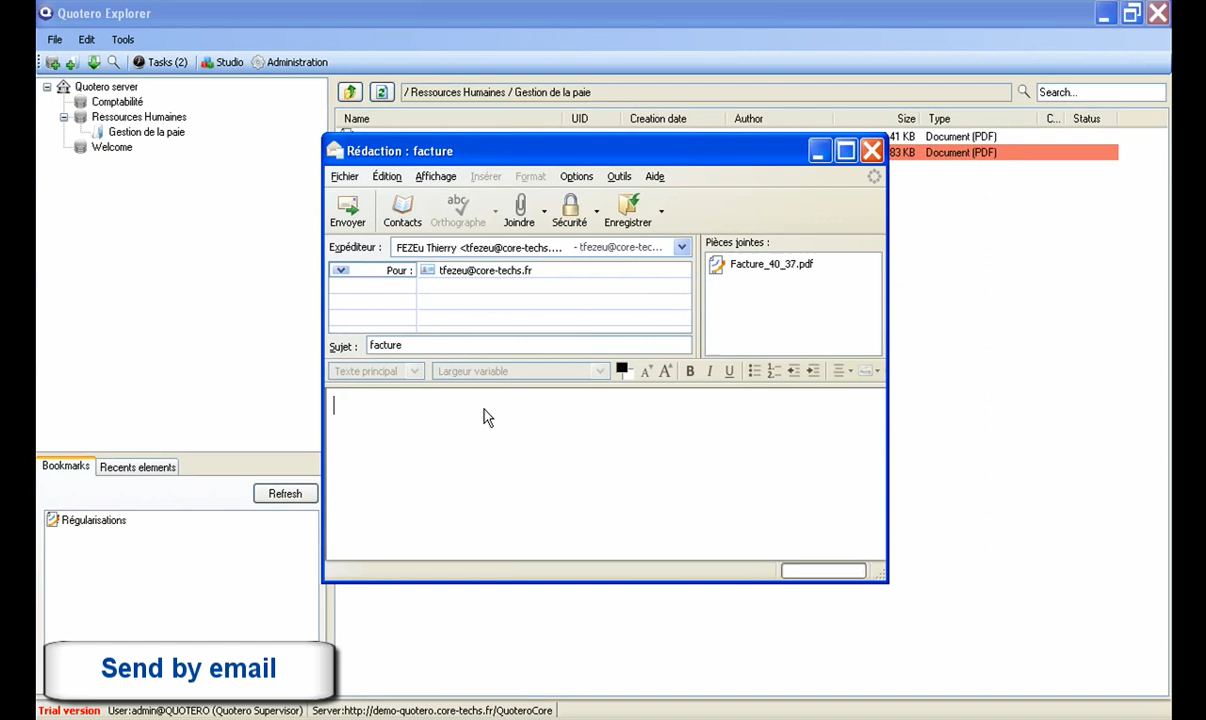 Quotero Explorer
File Edit Tools
Tasks (2) Studio Administration
Quotero server
Comptabilité
Ressources Humaines
Gestion de la paie
Welcome
/ Ressources Humaines / Gestion de la paie
Search...
Name UID Creation date Author Size Type C... Status
41 KB Document (PDF)
83 KB Document (PDF)
Rédaction : facture
Fichier Édition Affichage Insérer Format Options Outils Aide
abc
Envoyer Contacts Orthographe Joindre Sécurité Enregistrer
Expéditeur : FEZEu Thierry <tfezeu@core-techs.... - tfezeu@core-tec...
Pour : tfezeu@core-techs.fr
Sujet : facture
Pièces jointes :
Facture_40_37.pdf
Texte principal Largeur variable
A A B I U
Bookmarks Recents elements
Refresh
Régularisations
Send by email
Trial version User:admin@QUOTERO (Quotero Supervisor) Server:http://demo-quotero.core-techs.fr/QuoteroCore